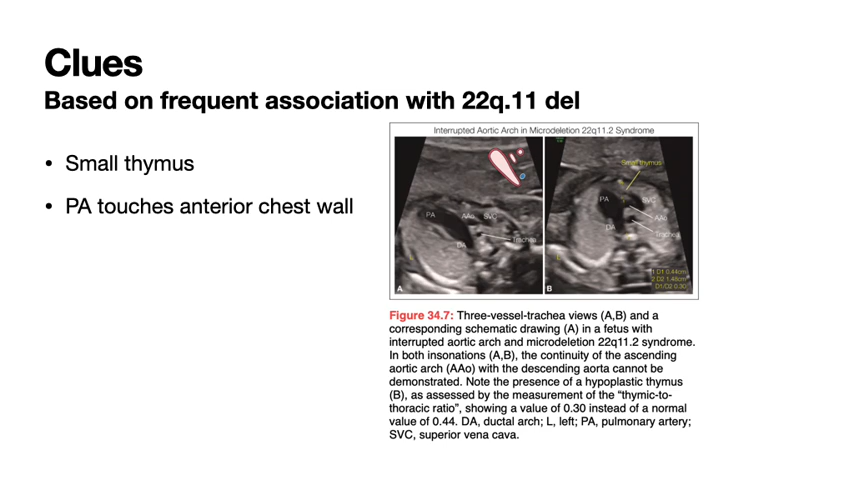 Clues
Based on frequent association with 22q.11 del
• Small thymus
• PA touches anterior chest wall
Interrupted Aortic Arch in Microdeletion 22q11.2 Syndrome
PA
AAo
SVC
Trachea
DA
L
A
Small thymus
PA
SVC
AAo
DA
Trachea
L
1 D1 0.44cm
2 D2 1.48cm
D1/D2 0.30
B
Figure 34.7: Three-vessel-trachea views (A,B) and a
corresponding schematic drawing (A) in a fetus with
interrupted aortic arch and microdeletion 22q11.2 syndrome.
In both insonations (A,B), the continuity of the ascending
aortic arch (AAo) with the descending aorta cannot be
demonstrated. Note the presence of a hypoplastic thymus
(B), as assessed by the measurement of the “thymic-to-
thoracic ratio”, showing a value of 0.30 instead of a normal
value of 0.44. DA, ductal arch; L, left; PA, pulmonary artery;
SVC, superior vena cava.